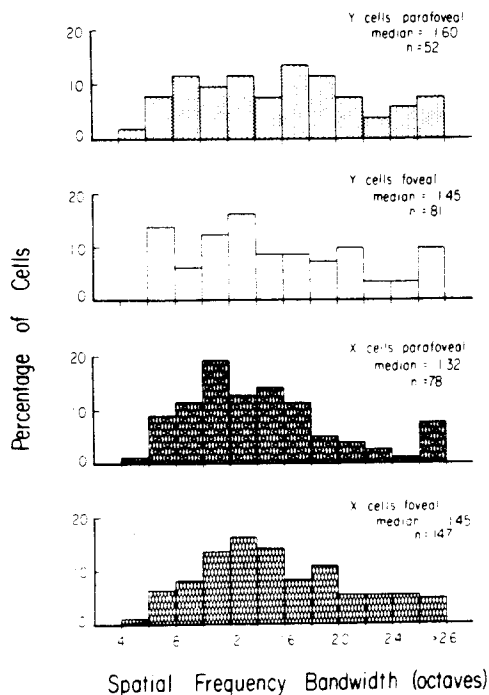 Percentage of Cells
20
10
0
Y cells parafoveal
median = 1.60
n=52
20
10
0
Y cells foveal
median = 1.45
n=81
20
10
0
X cells parafoveal
median = 1.32
n=78
20
10
0
X cells foveal
median 1.45
n=147
.4 .8 1.2 1.6 2.0 2.4 >2.6
Spatial Frequency Bandwidth (octaves)